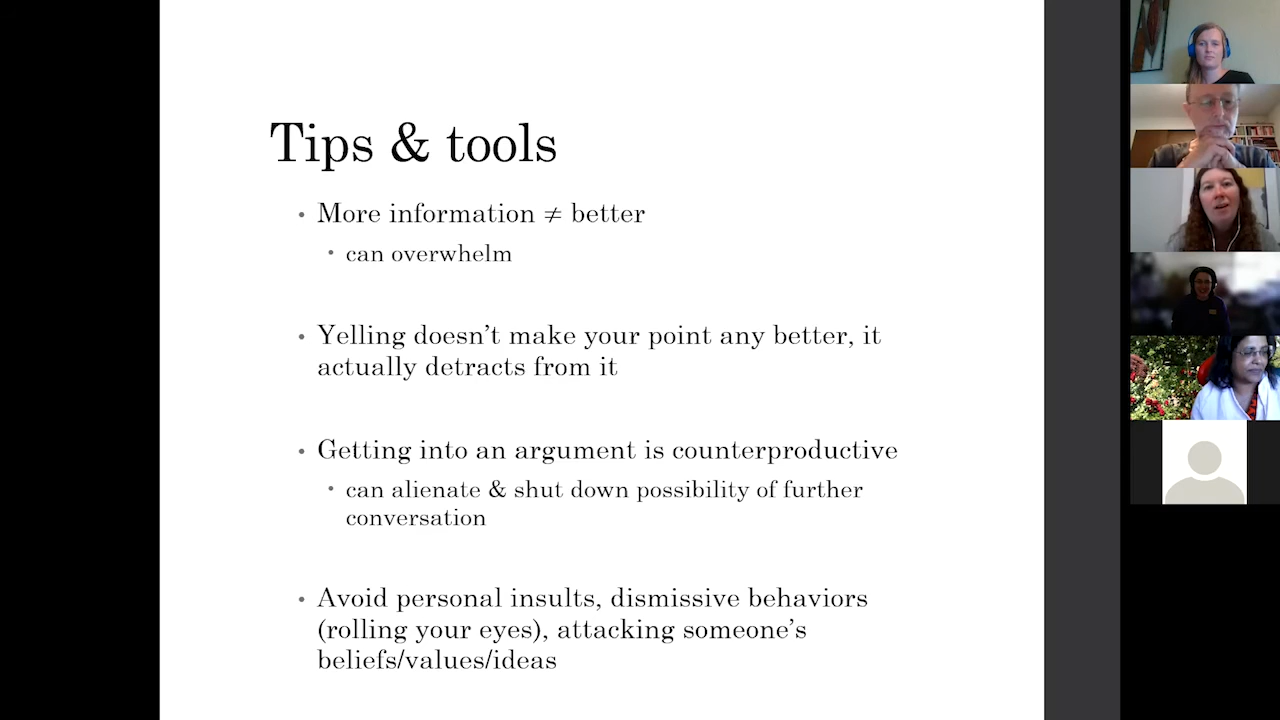 Tips & tools
• More information ≠ better
• can overwhelm
• Yelling doesn’t make your point any better, it
actually detracts from it
• Getting into an argument is counterproductive
• can alienate & shut down possibility of further
conversation
• Avoid personal insults, dismissive behaviors
(rolling your eyes), attacking someone’s
beliefs/values/ideas